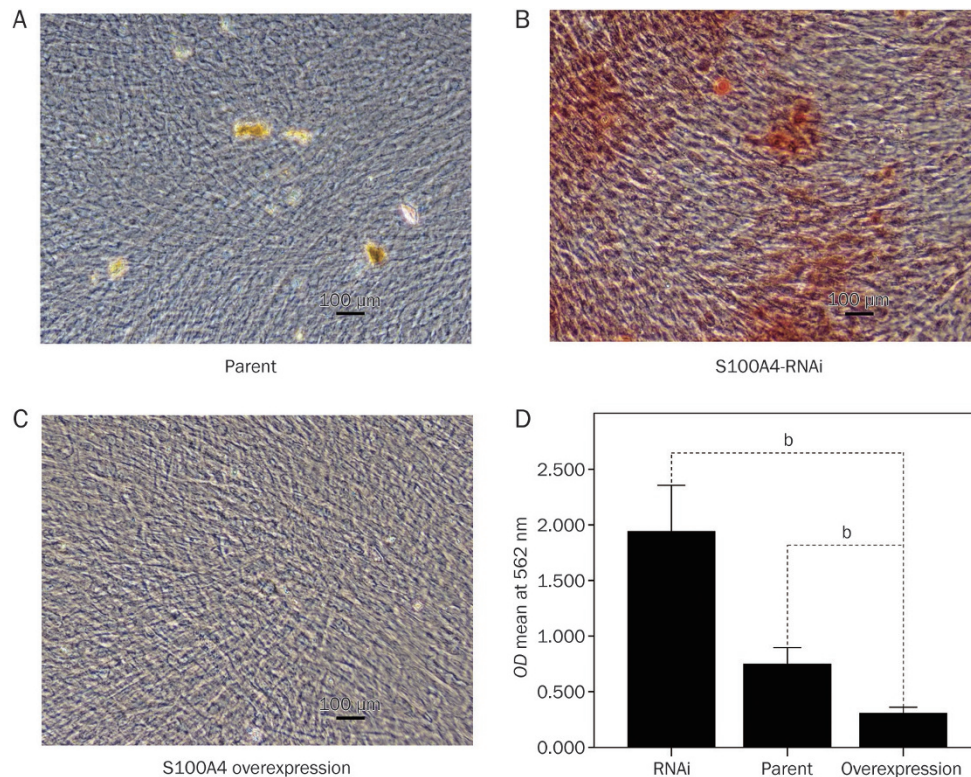 A
100 μm
Parent
B
100 μm
S100A4-RNAi
C
100 μm
S100A4 overexpression
D
OD mean at 562 nm
2.500
2.000
1.500
1.000
0.500
0.000
b
b
RNAi Parent Overexpression